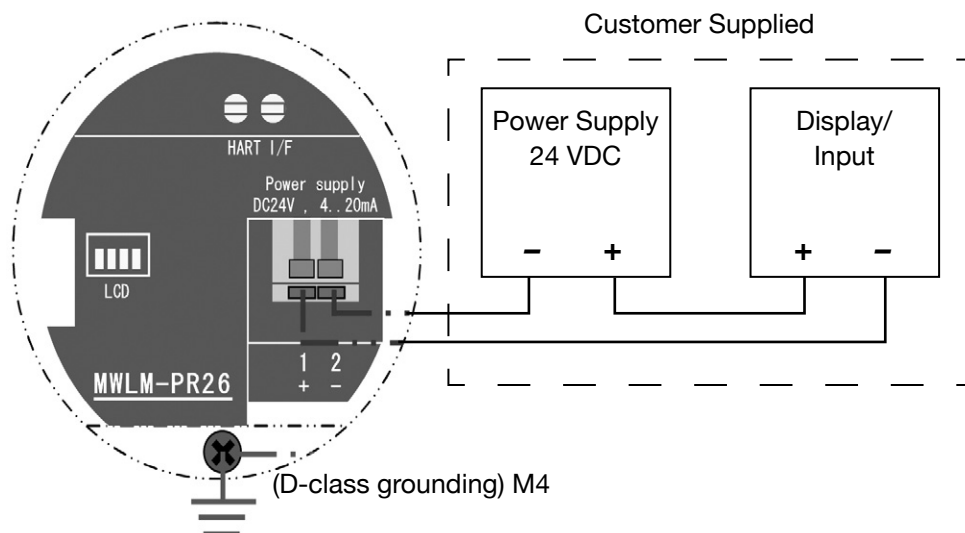 Customer Supplied
Power Supply
24 VDC
- +
Display/
Input
+ -
HART I/F
Power supply
DC24V , 4..20mA
LCD
1 2
+ -
MWLM-PR26
(D-class grounding) M4